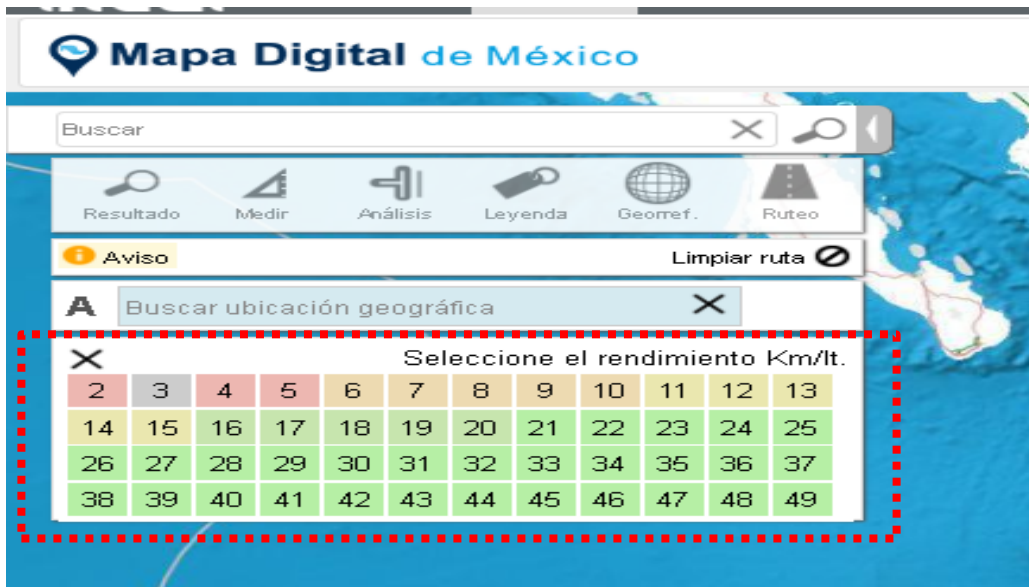 Mapa Digital de México
Buscar
Resultado Medir Análisis Leyenda Georref. Ruteo
Aviso Limpiar ruta
A Buscar ubicación geográfica
Seleccione el rendimiento Km/lt.
2 3 4 5 6 7 8 9 10 11 12 13
14 15 16 17 18 19 20 21 22 23 24 25
26 27 28 29 30 31 32 33 34 35 36 37
38 39 40 41 42 43 44 45 46 47 48 49